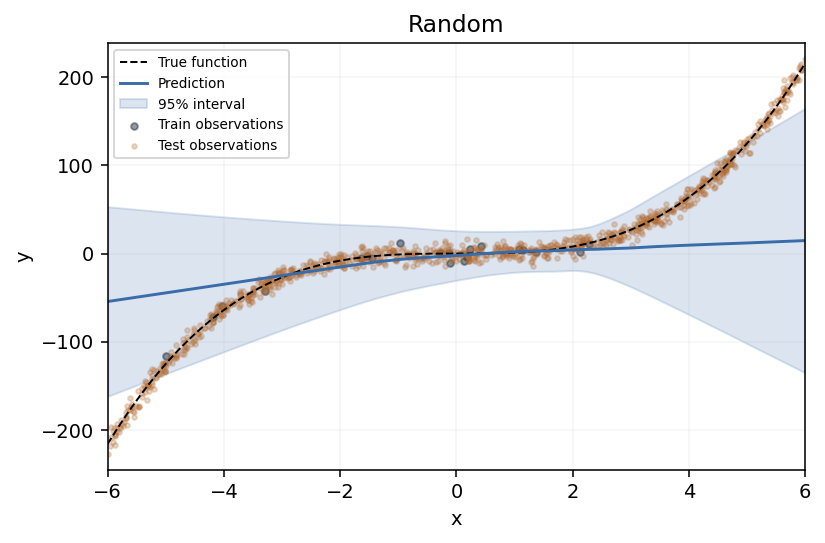 Random
True function
Prediction
95% interval
Train observations
Test observations
200
100
0
−100
−200
y
−6
−4
−2
0
2
4
6
x